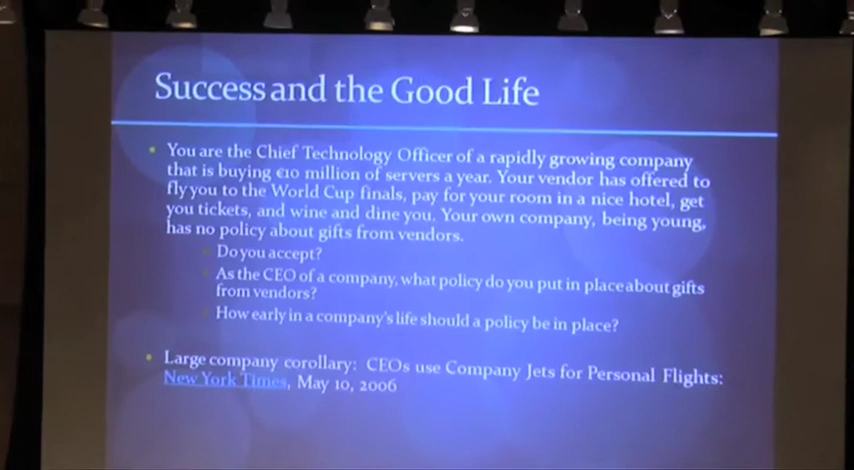 Success and the Good Life
• You are the Chief Technology Officer of a rapidly growing company
that is buying €10 million of servers a year. Your vendor has offered to
fly you to the World Cup finals, pay for your room in a nice hotel, get
you tickets, and wine and dine you. Your own company, being young,
has no policy about gifts from vendors.
Do you accept?
As the CEO of a company, what policy do you put in place about gifts
from vendors?
How early in a company's life should a policy be in place?
• Large company corollary: CEOs use Company Jets for Personal Flights:
New York Times, May 10, 2006